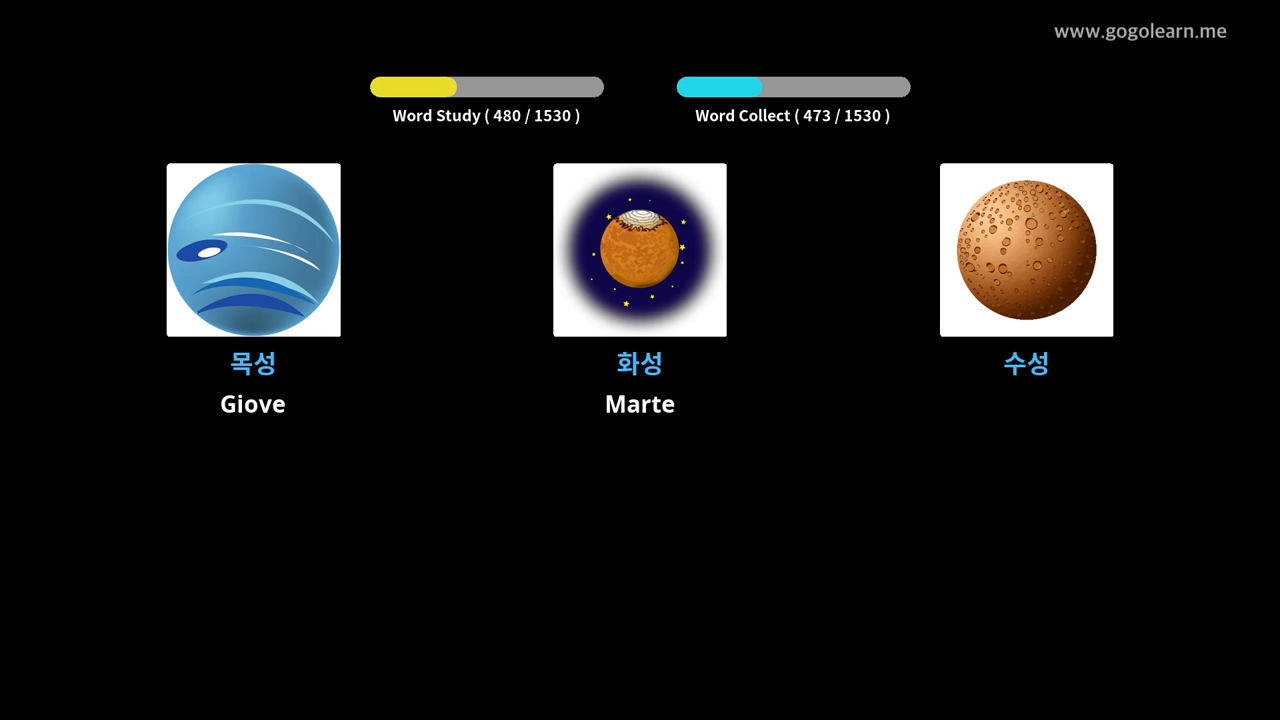 www.gogolearn.me
Word Study ( 480 / 1530 )
Word Collect ( 473 / 1530 )
목성
화성
수성
Giove
Marte